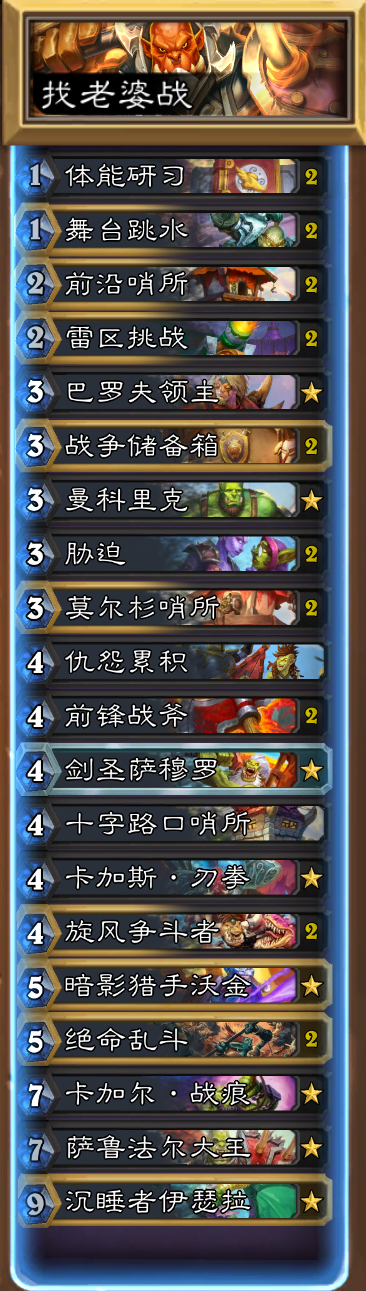 找老婆战
1 体能研习 2
1 舞台跳水 2
2 前沿哨所 2
2 雷区挑战 2
3 巴罗夫领主
3 战争储备箱 2
3 曼科里克
3 胁迫 2
3 莫尔杉哨所 2
4 仇怨累积
4 前锋战斧 2
4 剑圣萨穆罗
4 十字路口哨所
4 卡加斯·刃拳
4 旋风争斗者 2
5 暗影猎手沃金
5 绝命乱斗 2
7 卡加尔·战痕
7 萨鲁法尔大王
9 沉睡者伊瑟拉